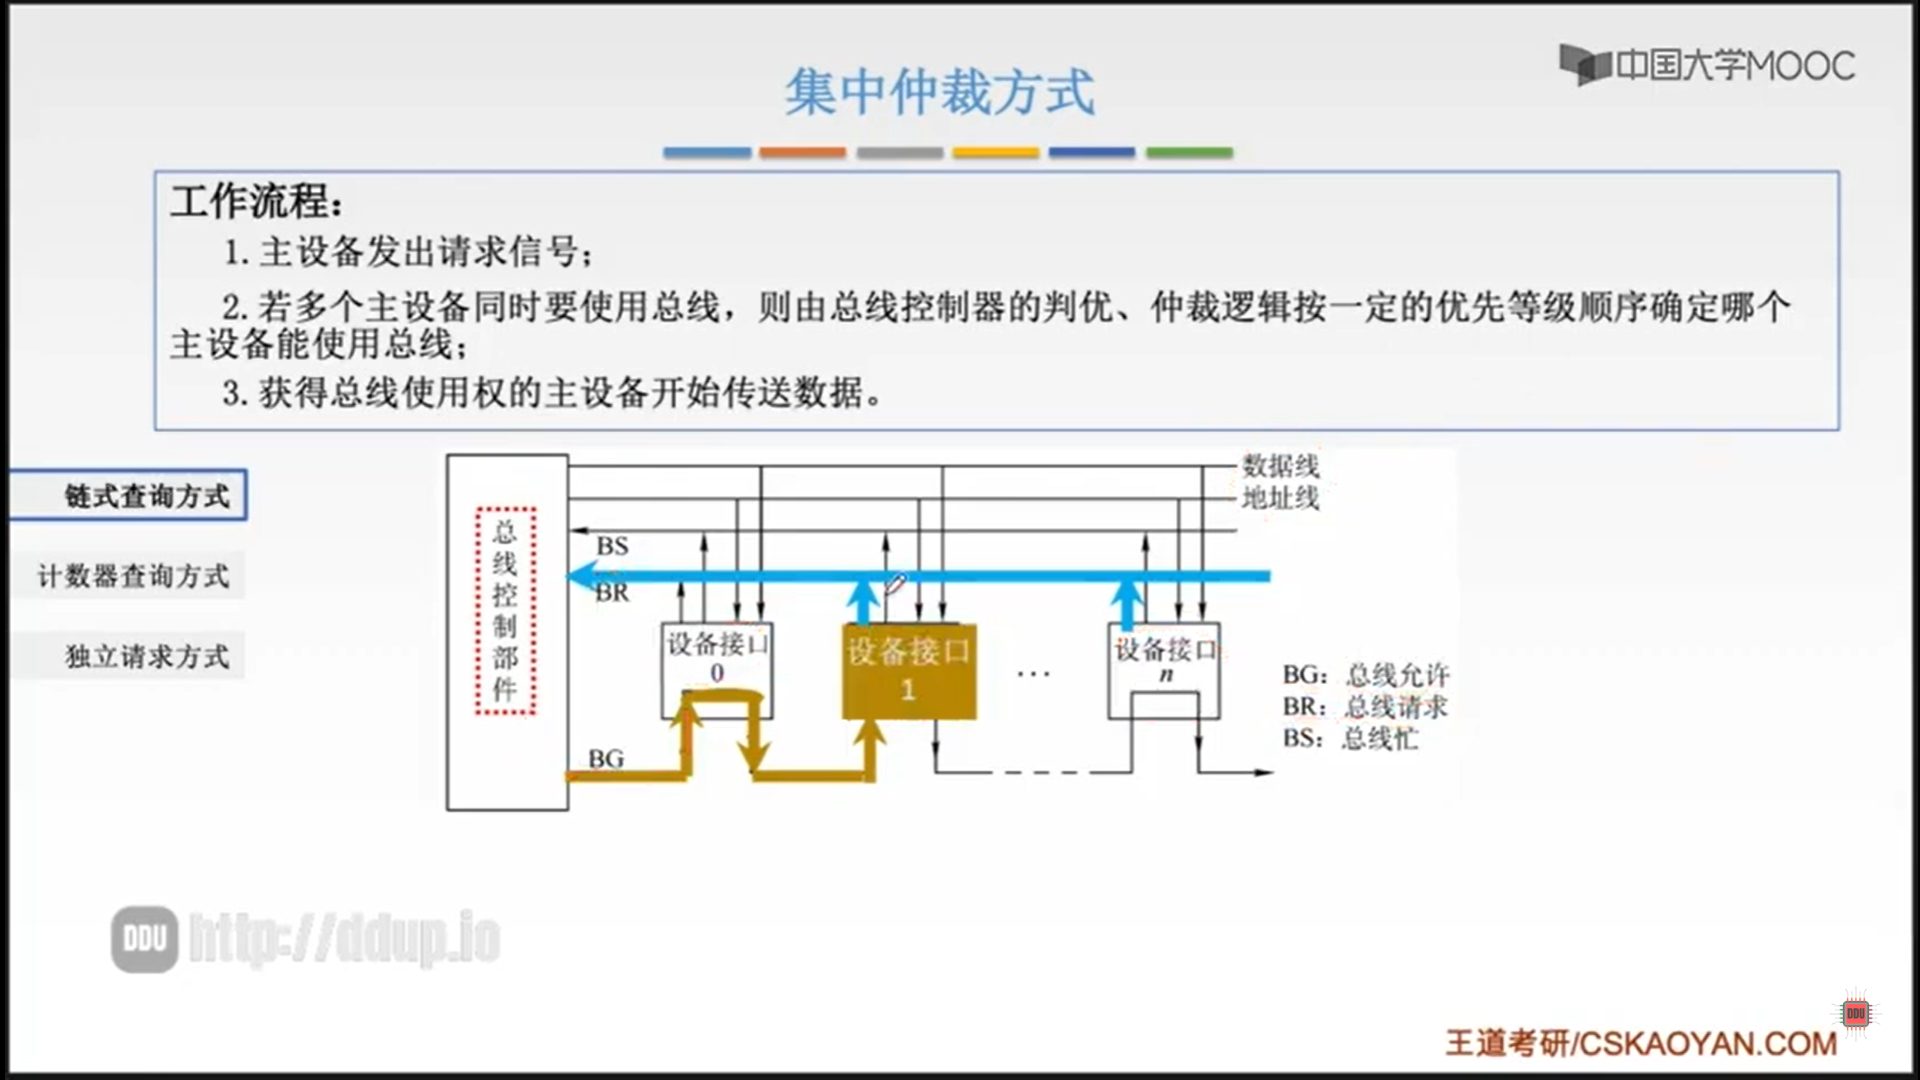 中国大学MOOC
集中仲裁方式
工作流程：
1. 主设备发出请求信号；
2. 若多个主设备同时要使用总线，则由总线控制器的判优、仲裁逻辑按一定的优先等级顺序确定哪个
主设备能使用总线；
3. 获得总线使用权的主设备开始传送数据。
链式查询方式
计数器查询方式
独立请求方式
总线控制部件
数据线
地址线
BS
BR
设备接口
0
设备接口
1
…
设备接口
n
BG
BG：总线允许
BR：总线请求
BS：总线忙
DDU http://ddup.io
DDU
王道考研/CSKAOYAN.COM